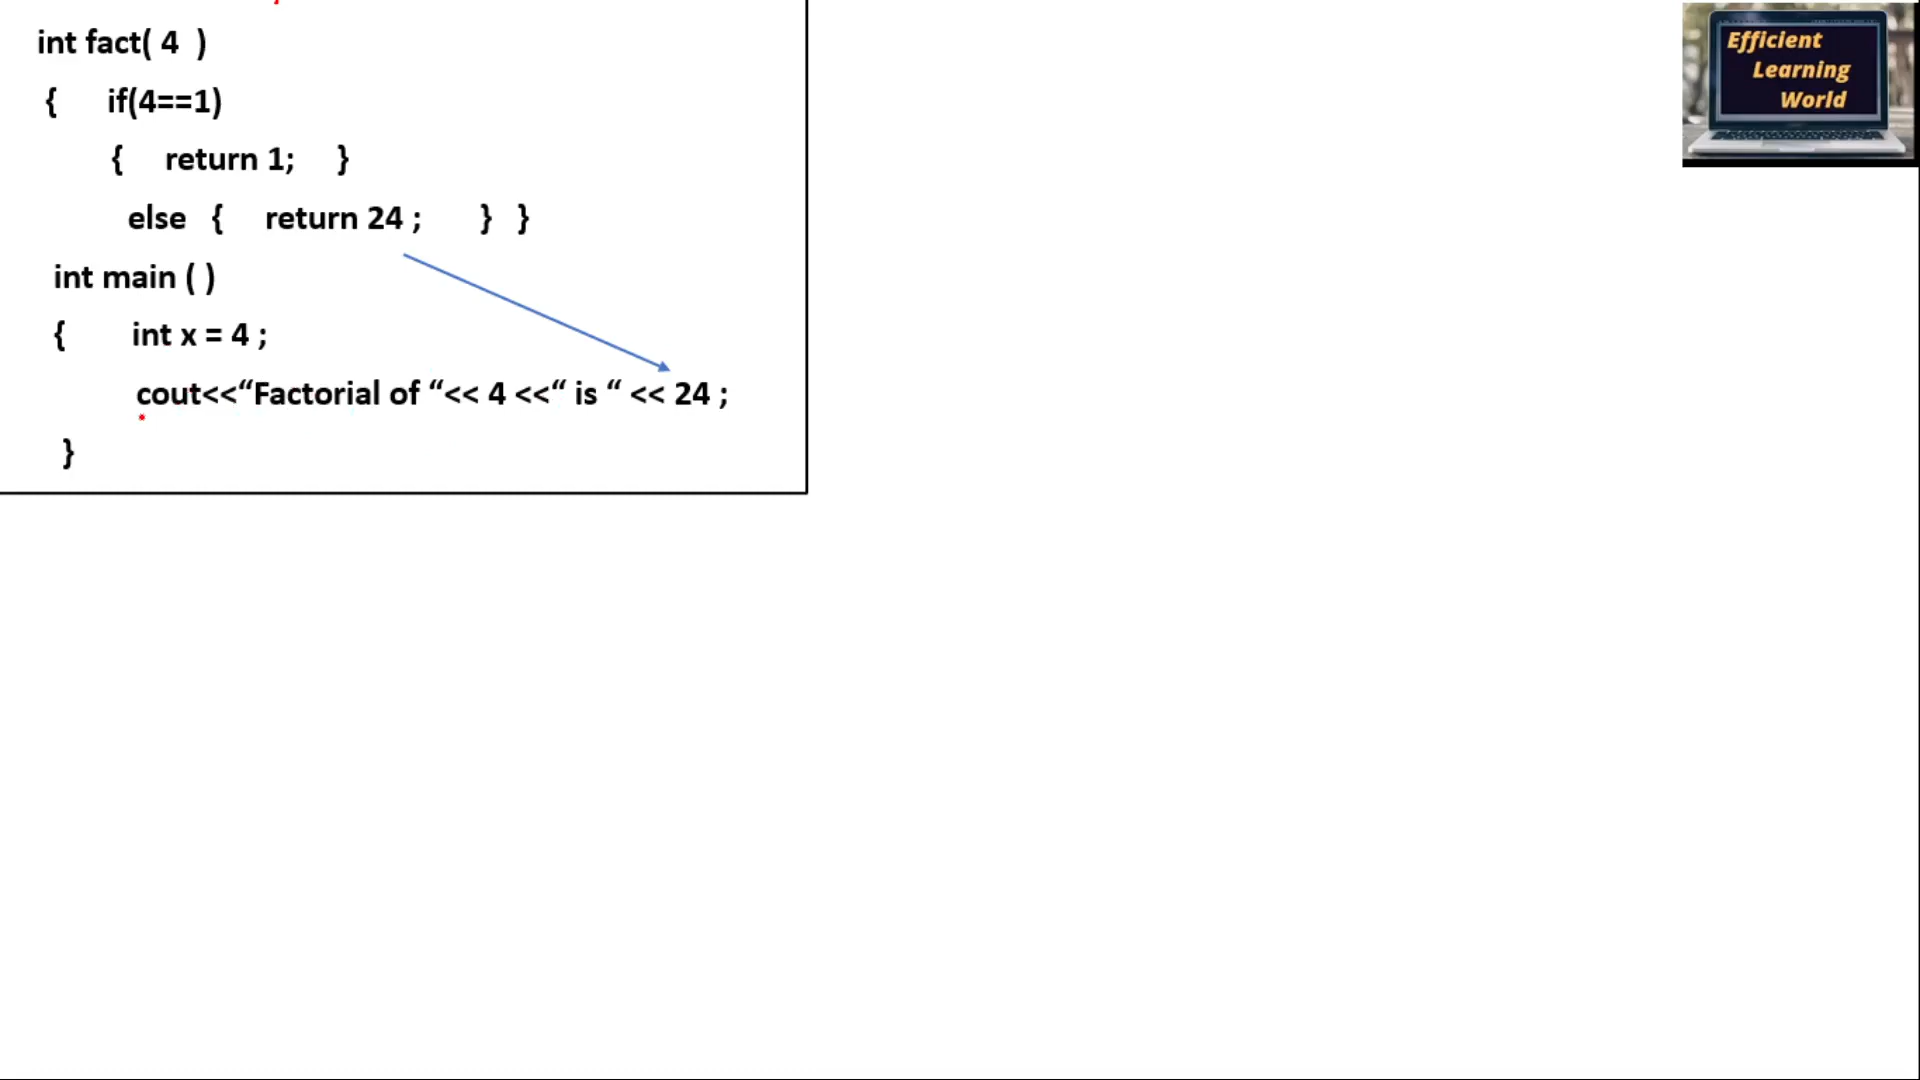 int fact( 4 )
{ if(4==1)
{ return 1; }
else { return 24 ; } }
int main ( )
{ int x = 4 ;
cout<<“Factorial of “<< 4 <<“ is “ << 24 ;
}
Efficient
Learning
World